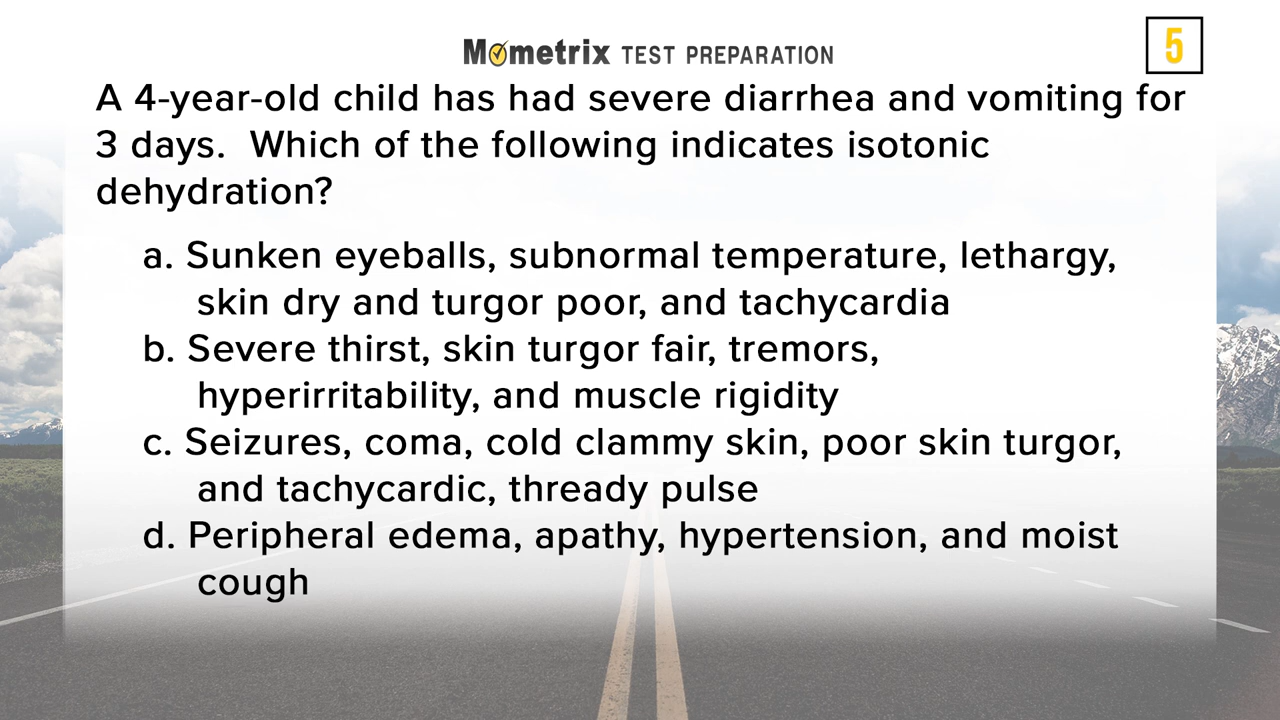 Mometrix TEST PREPARATION
5
A 4-year-old child has had severe diarrhea and vomiting for
3 days.  Which of the following indicates isotonic
dehydration?
a. Sunken eyeballs, subnormal temperature, lethargy,
skin dry and turgor poor, and tachycardia
b. Severe thirst, skin turgor fair, tremors,
hyperirritability, and muscle rigidity
c. Seizures, coma, cold clammy skin, poor skin turgor,
and tachycardic, thready pulse
d. Peripheral edema, apathy, hypertension, and moist
cough